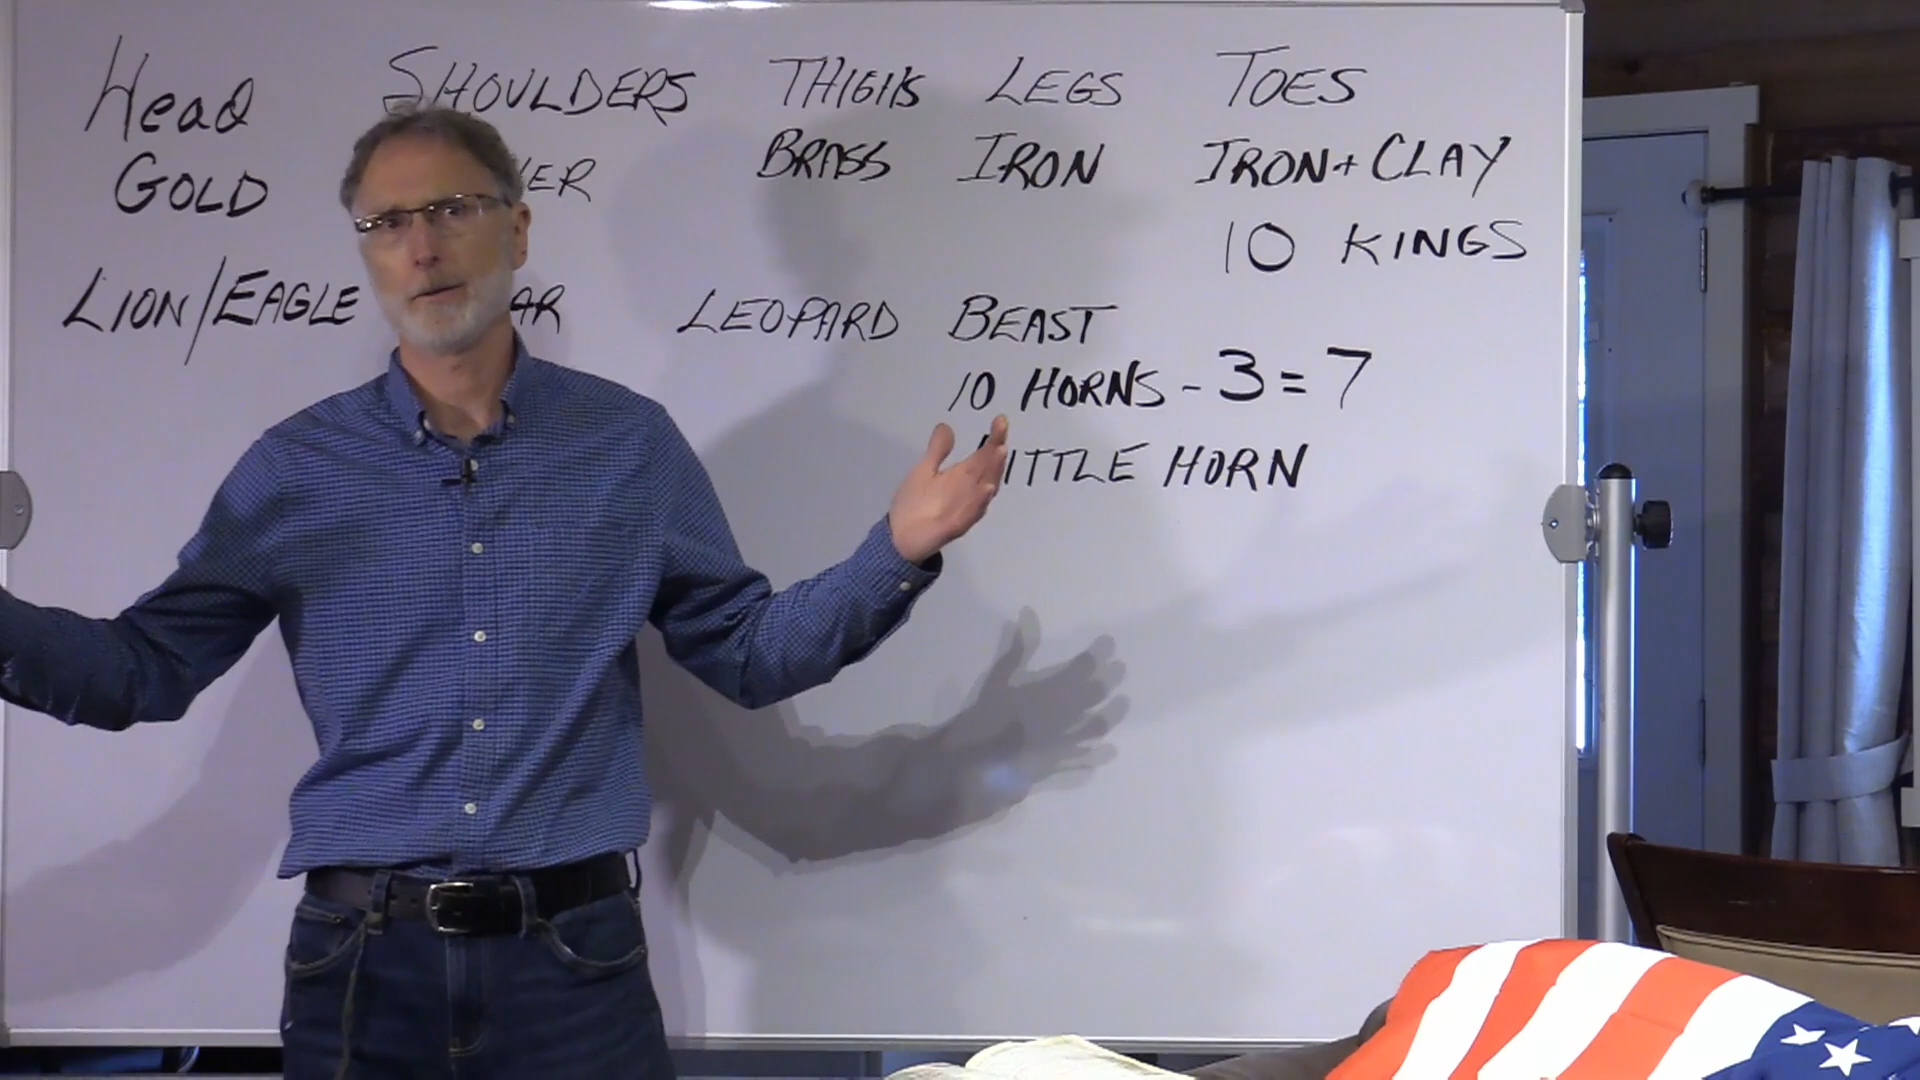 Head SHOULDERS THIGHS LEGS TOES
GOLD BRASS IRON IRON + CLAY
10 KINGS
LION/EAGLE LEOPARD BEAST
10 HORNS - 3 = 7
LITTLE HORN